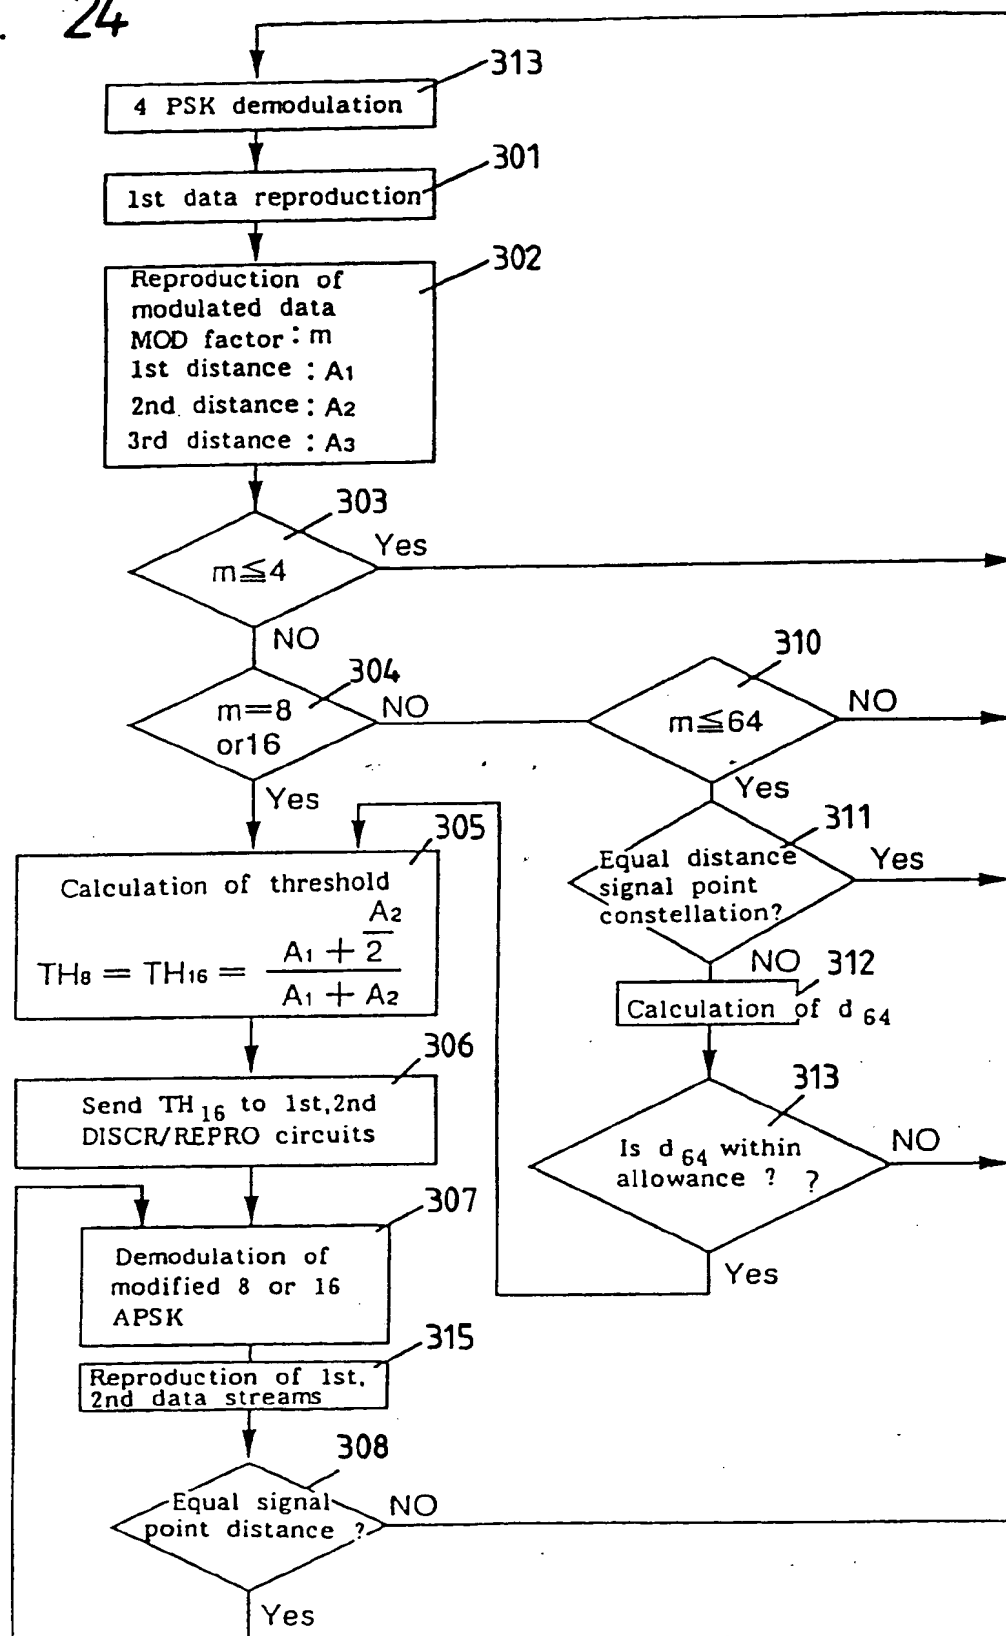 . 24
313
4 PSK demodulation
301
1st data reproduction
302
Reproduction of
modulated data
MOD factor : m
1st distance : A1
2nd distance : A2
3rd distance : A3
303
m≦4
Yes
NO
304
m=8
or16
NO
Yes
310
m≦64
NO
Yes
311
Equal distance
signal point
constellation?
Yes
NO
312
Calculation of d64
313
Is d64 within
allowance ? ?
NO
Yes
305
Calculation of threshold
TH8 = TH16 = (A1 + A2/2) / (A1 + A2)
306
Send TH16 to 1st,2nd
DISCR/REPRO circuits
307
Demodulation of
modified 8 or 16
APSK
315
Reproduction of 1st,
2nd data streams
308
Equal signal
point distance ?
NO
Yes